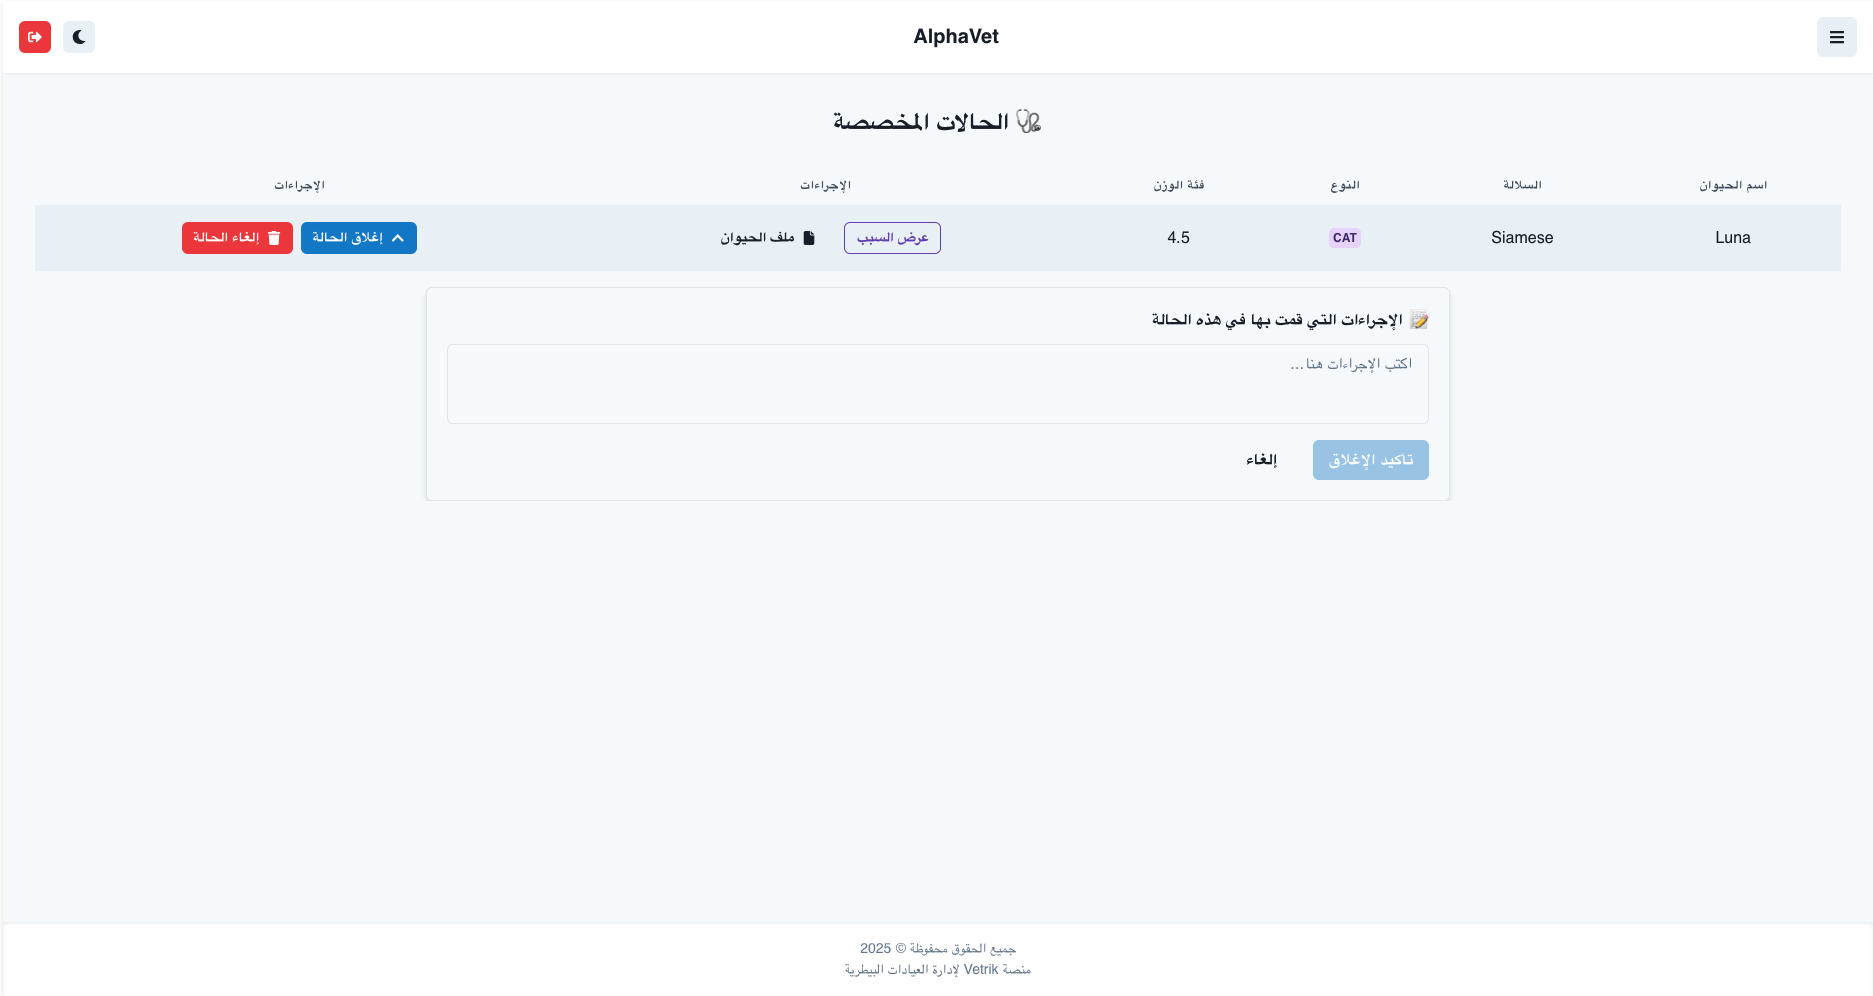 AlphaVet
الحالات المخصصة
اسم الحيوان السلالة النوع فئة الوزن الإجراءات الإجراءات
Luna Siamese CAT 4.5 عرض السبب ملف الحيوان إغلاق الحالة إلغاء الحالة
الإجراءات التي قمت بها في هذه الحالة
اكتب الإجراءات هنا...
تأكيد الإغلاق إلغاء
جميع الحقوق محفوظة © 2025
منصة Vetrik لإدارة العيادات البيطرية